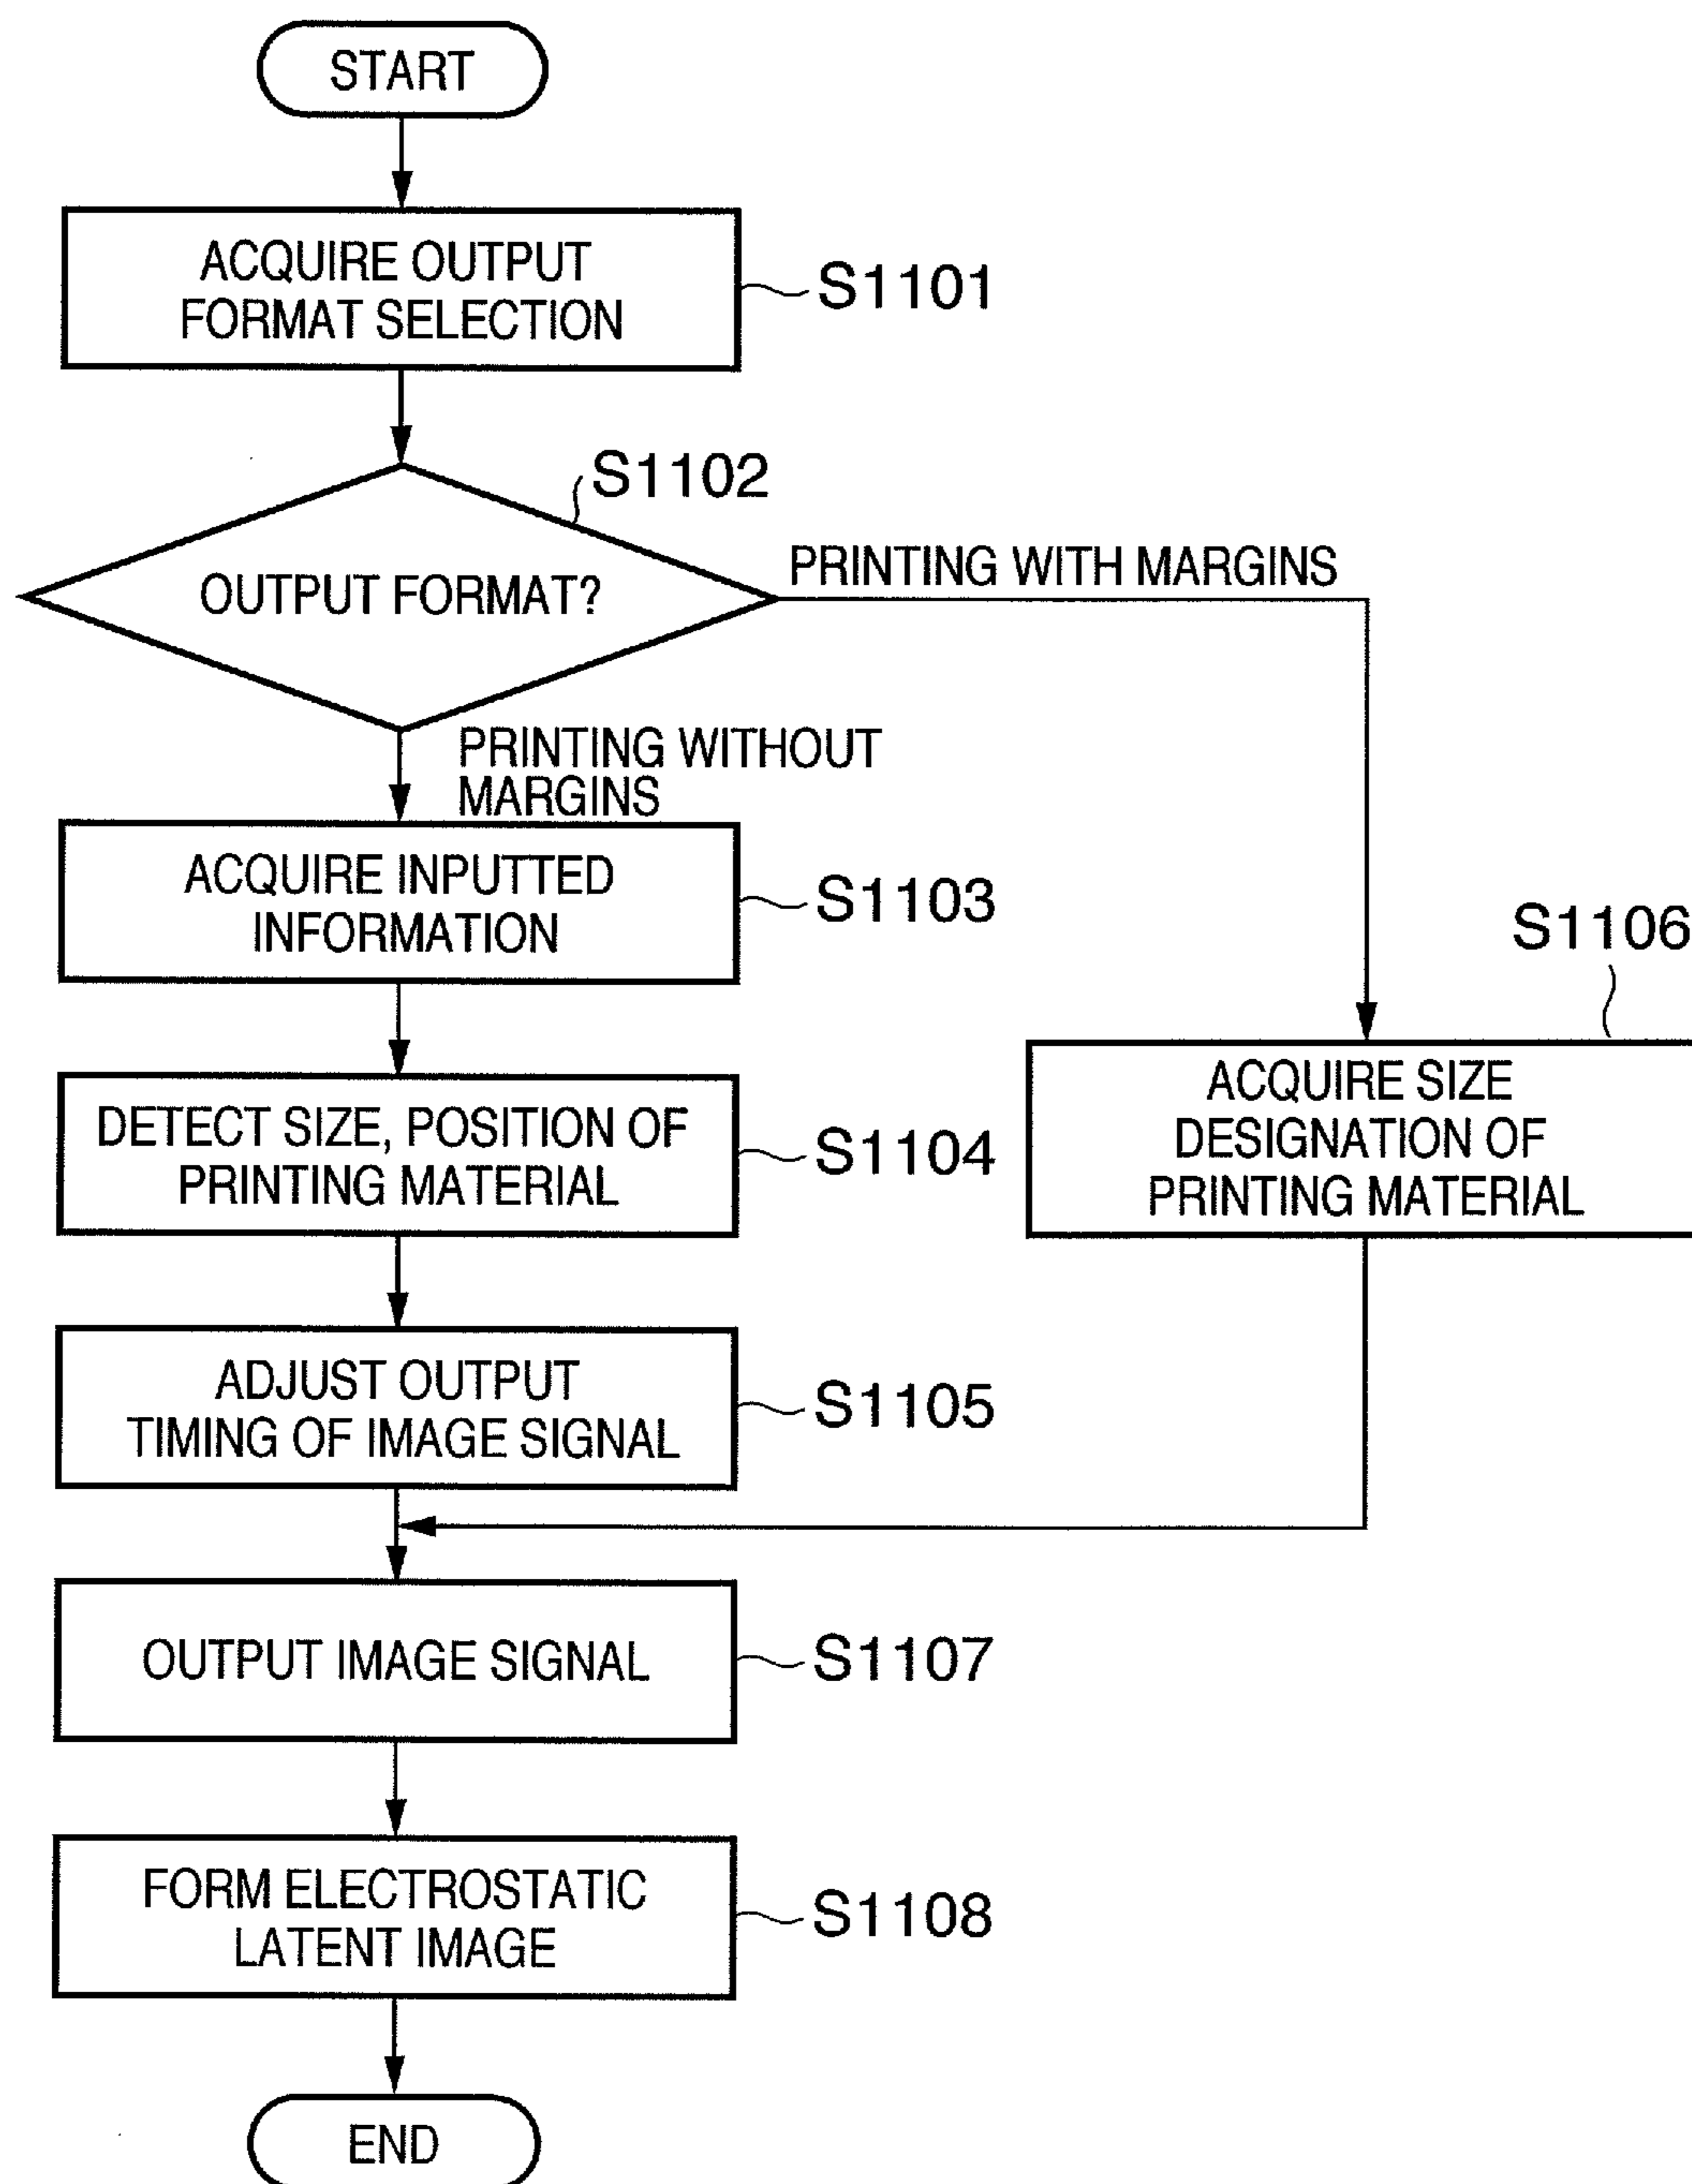 START
ACQUIRE OUTPUT
FORMAT SELECTION
S1101
S1102
OUTPUT FORMAT?
PRINTING WITH MARGINS
PRINTING WITHOUT
MARGINS
ACQUIRE INPUTTED
INFORMATION
S1103
DETECT SIZE, POSITION OF
PRINTING MATERIAL
S1104
S1106
ACQUIRE SIZE
DESIGNATION OF
PRINTING MATERIAL
ADJUST OUTPUT
TIMING OF IMAGE SIGNAL
S1105
OUTPUT IMAGE SIGNAL
S1107
FORM ELECTROSTATIC
LATENT IMAGE
S1108
END